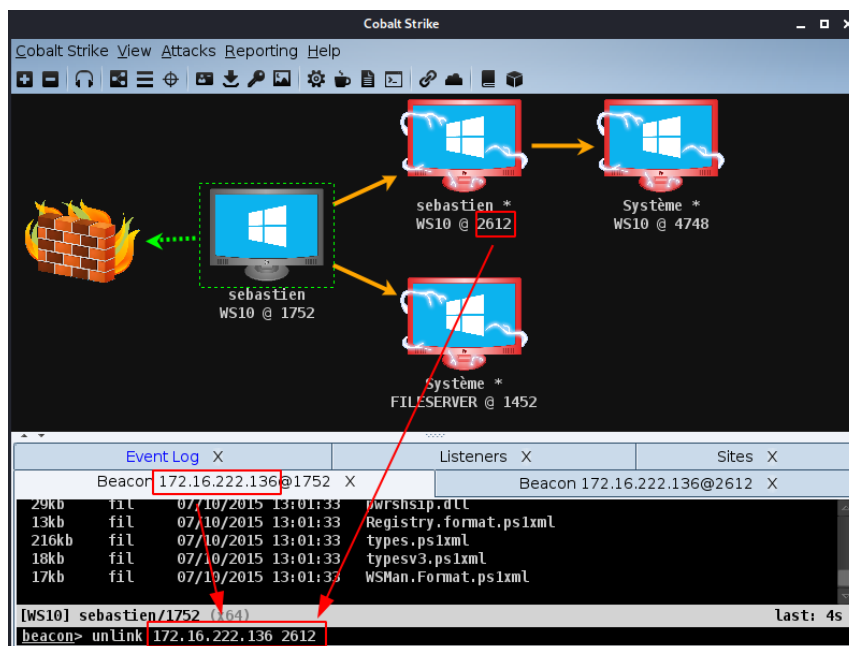 Cobalt Strike
Cobalt Strike View Attacks Reporting Help
sebastien *
WS10 @ 2612
Système *
WS10 @ 4748
sebastien
WS10 @ 1752
Système *
FILESERVER @ 1452
Event Log X
Listeners X
Sites X
Beacon 172.16.222.136@1752 X
Beacon 172.16.222.136@2612 X
29kb fil 07/10/2015 13:01:33 pwrshsip.dll
13kb fil 07/10/2015 13:01:33 Registry.format.ps1xml
216kb fil 07/10/2015 13:01:33 types.ps1xml
18kb fil 07/10/2015 13:01:33 typesv3.ps1xml
17kb fil 07/10/2015 13:01:33 WSMan.Format.ps1xml
[WS10] sebastien/1752 (x64) last: 4s
beacon> unlink 172.16.222.136 2612